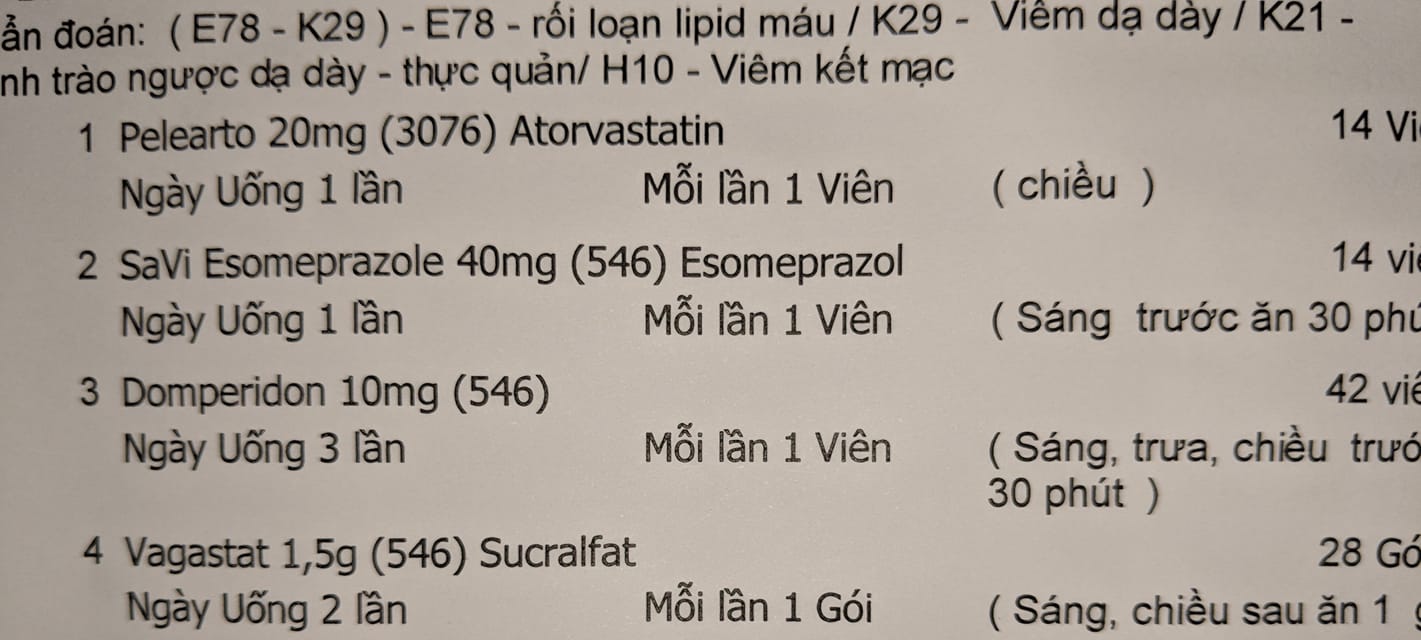 ẩn đoán: ( E78 - K29 ) - E78 - rối loạn lipid máu / K29 - Viêm dạ dày / K21 -
nh trào ngược dạ dày - thực quản/ H10 - Viêm kết mạc
1 Pelearto 20mg (3076) Atorvastatin 14 Vi
Ngày Uống 1 lần Mỗi lần 1 Viên ( chiều )
2 SaVi Esomeprazole 40mg (546) Esomeprazol 14 vi
Ngày Uống 1 lần Mỗi lần 1 Viên ( Sáng trước ăn 30 phú
3 Domperidon 10mg (546) 42 viê
Ngày Uống 3 lần Mỗi lần 1 Viên ( Sáng, trưa, chiều trướ
30 phút )
4 Vagastat 1,5g (546) Sucralfat 28 Gó
Ngày Uống 2 lần Mỗi lần 1 Gói ( Sáng, chiều sau ăn 1